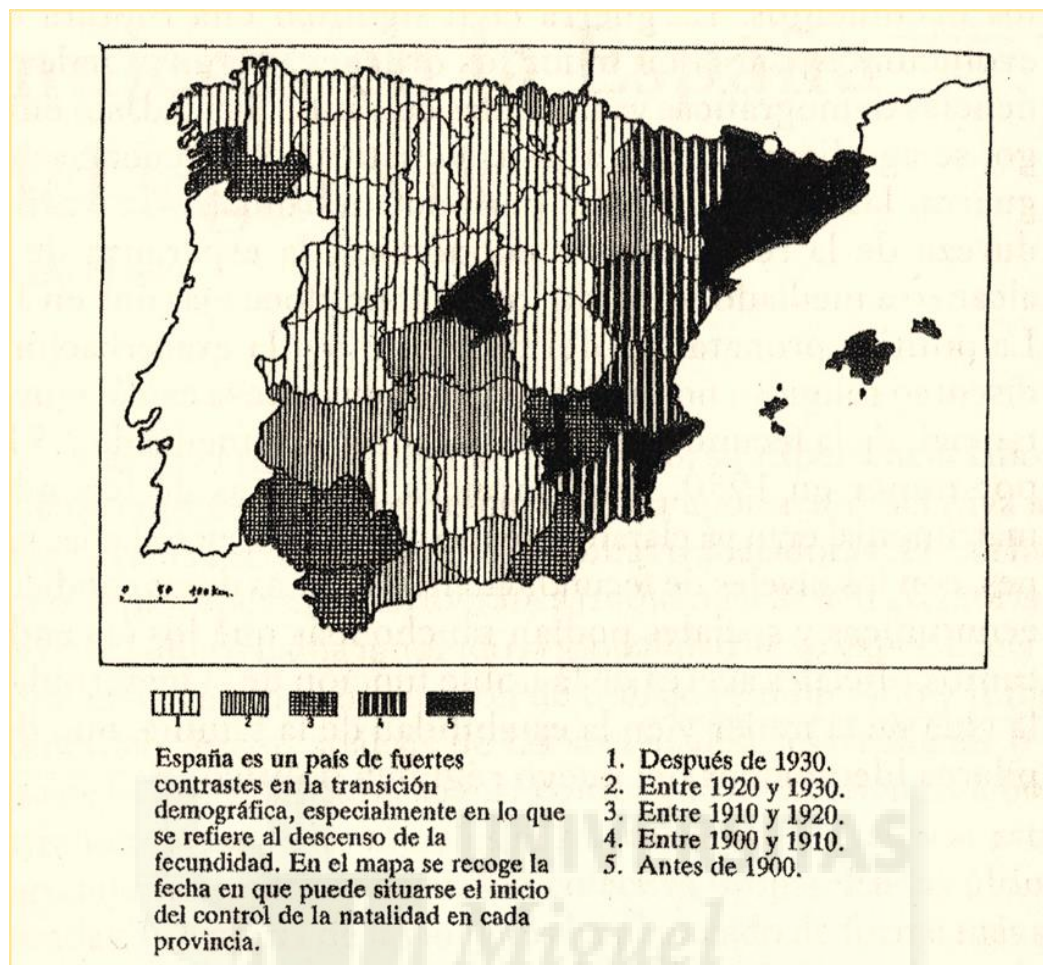 0 50 100 km.
1 2 3 4 5
España es un país de fuertes
contrastes en la transición
demográfica, especialmente en lo que
se refiere al descenso de la
fecundidad. En el mapa se recoge la
fecha en que puede situarse el inicio
del control de la natalidad en cada
provincia.
1. Después de 1930.
2. Entre 1920 y 1930.
3. Entre 1910 y 1920.
4. Entre 1900 y 1910.
5. Antes de 1900.
UNIVERSITAS
Miguel